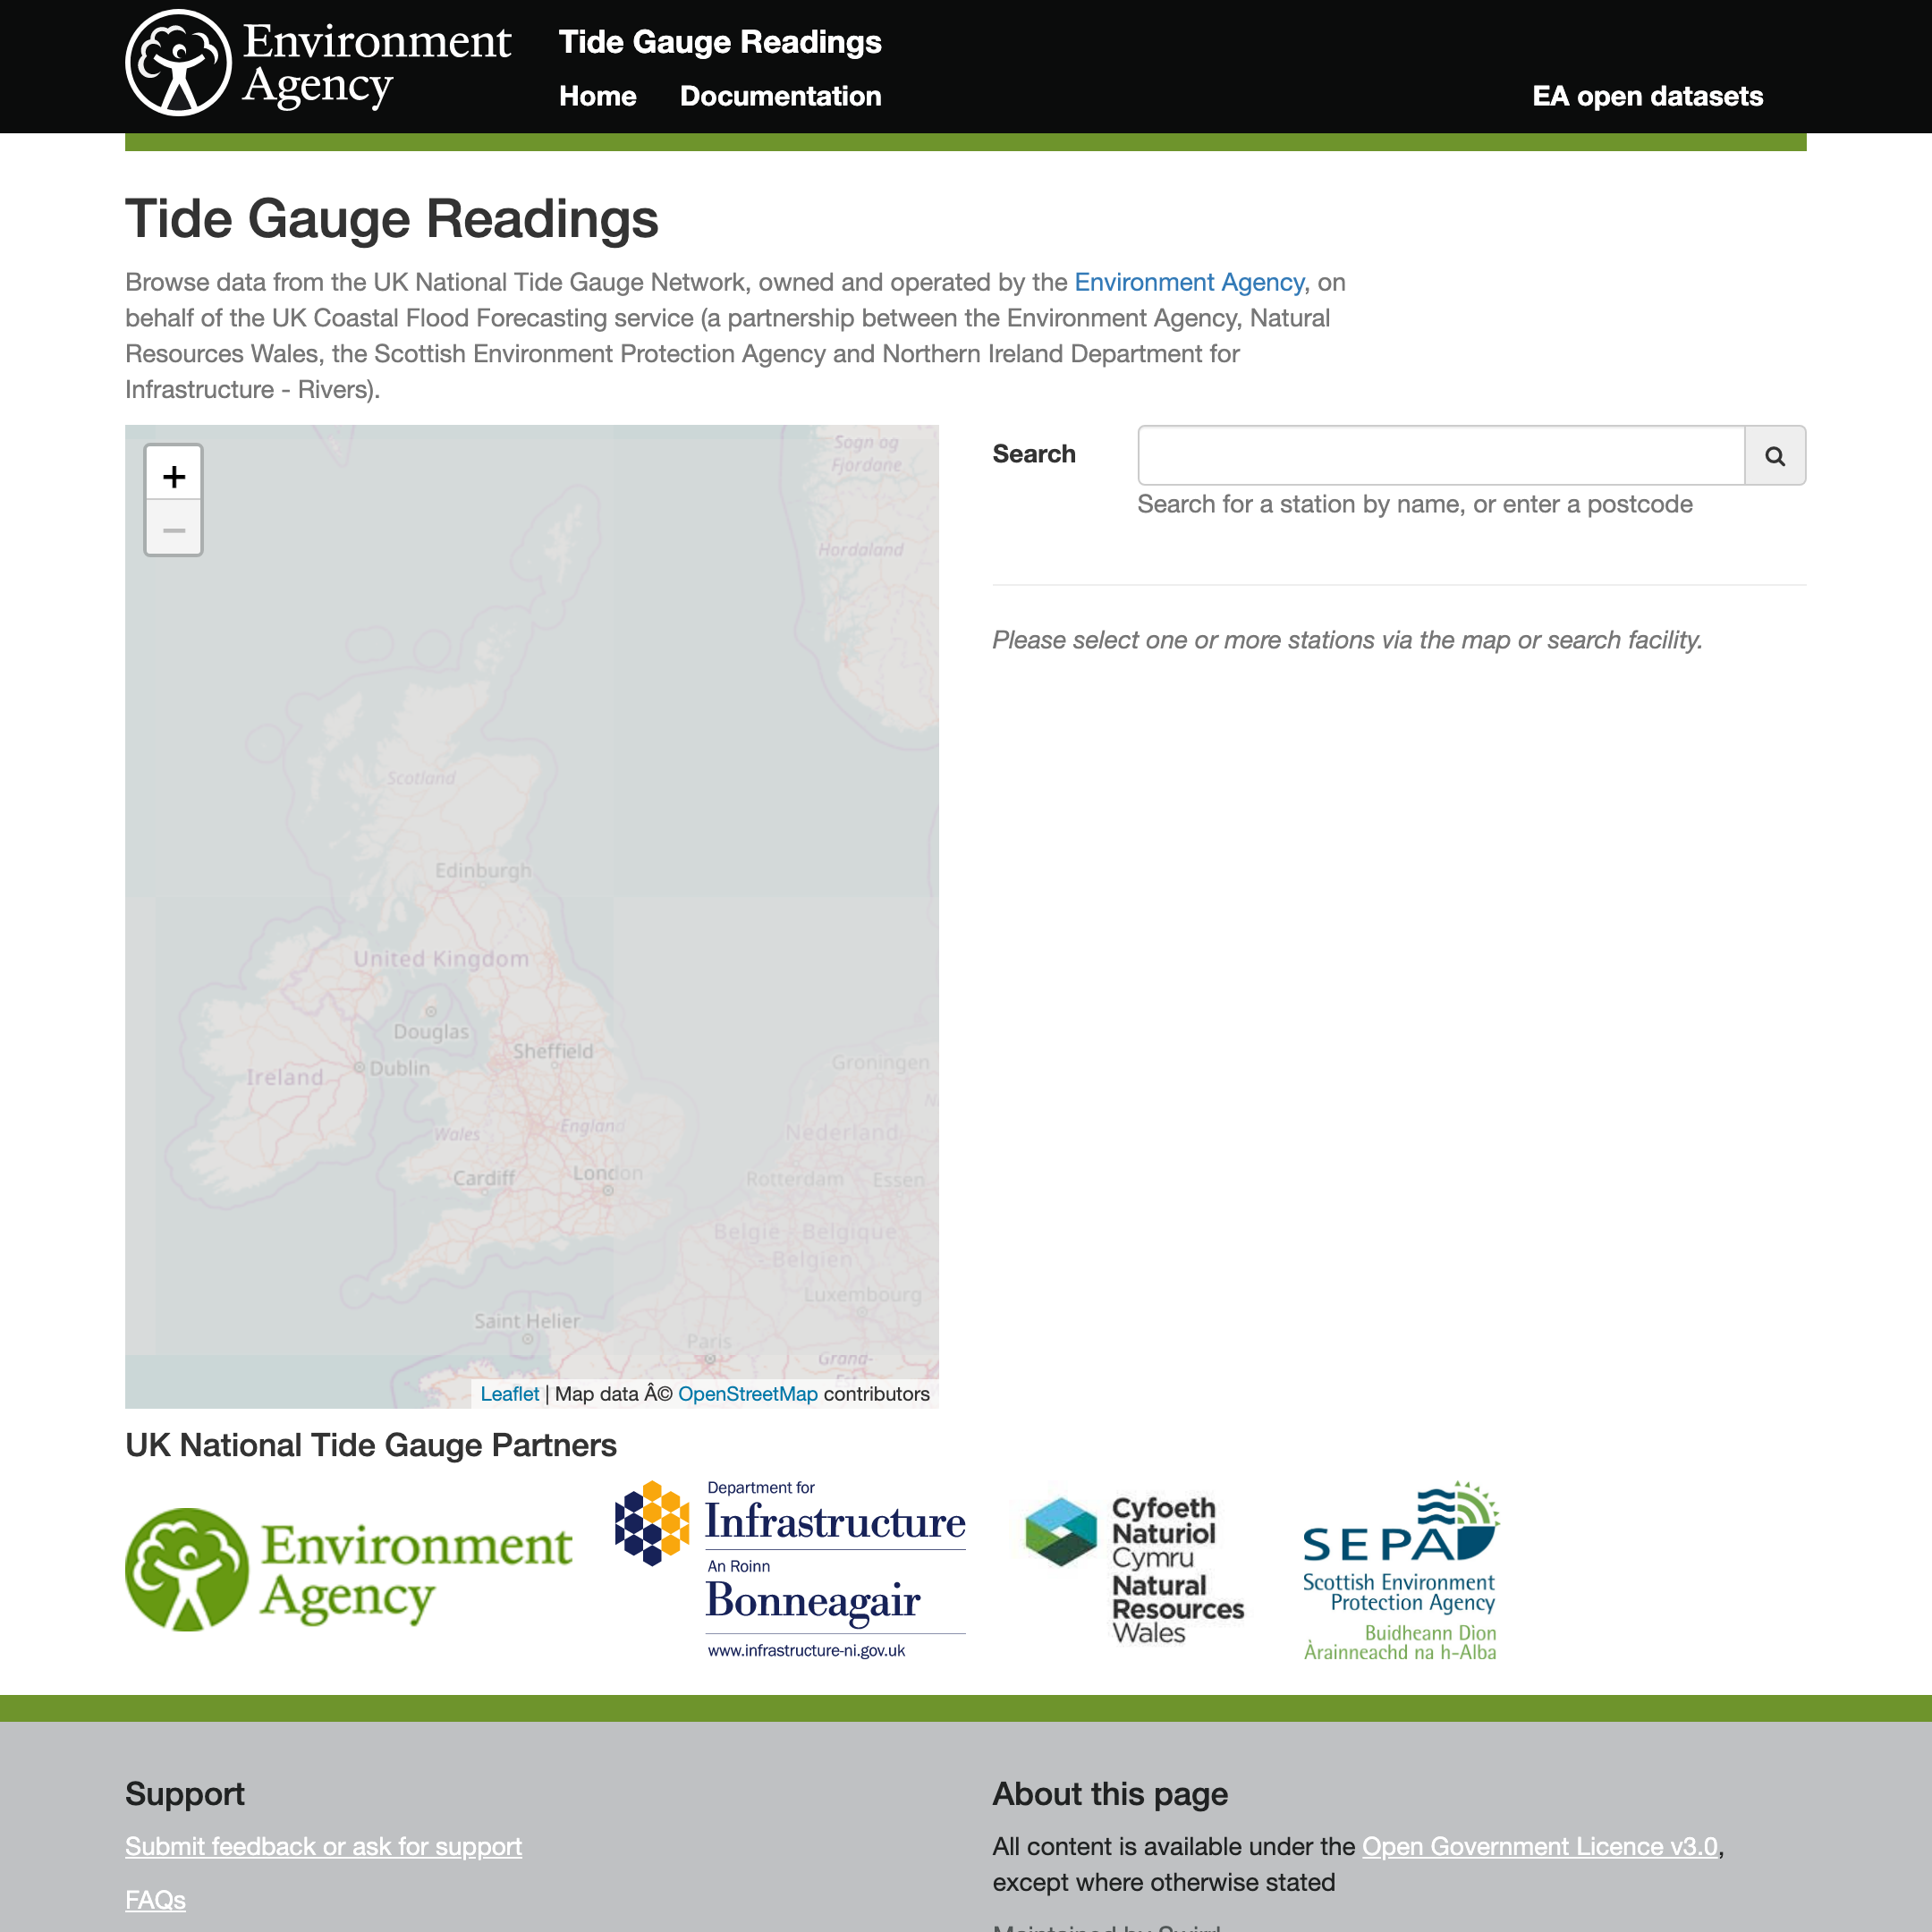 Environment
Agency
Tide Gauge Readings
Home Documentation
EA open datasets
Tide Gauge Readings
Browse data from the UK National Tide Gauge Network, owned and operated by the Environment Agency, on
behalf of the UK Coastal Flood Forecasting service (a partnership between the Environment Agency, Natural
Resources Wales, the Scottish Environment Protection Agency and Northern Ireland Department for
Infrastructure - Rivers).
+
−
Sogn og
Fjordane
Hordaland
Scotland
Edinburgh
United Kingdom
Douglas
Sheffield
Dublin
Ireland
Groningen
Wales
England
Nederland
Cardiff
London
Rotterdam
Essen
België - Belgique
- Belgien
Luxembourg
Saint Helier
Paris
Grand-
Leaflet | Map data Â© OpenStreetMap contributors
Search
Search for a station by name, or enter a postcode
Please select one or more stations via the map or search facility.
UK National Tide Gauge Partners
Environment
Agency
Department for
Infrastructure
An Roinn
Bonneagair
www.infrastructure-ni.gov.uk
Cyfoeth
Naturiol
Cymru
Natural
Resources
Wales
SEPA
Scottish Environment
Protection Agency
Buidheann Dìon
Àrainneachd na h-Alba
Support
Submit feedback or ask for support
FAQs
About this page
All content is available under the Open Government Licence v3.0,
except where otherwise stated